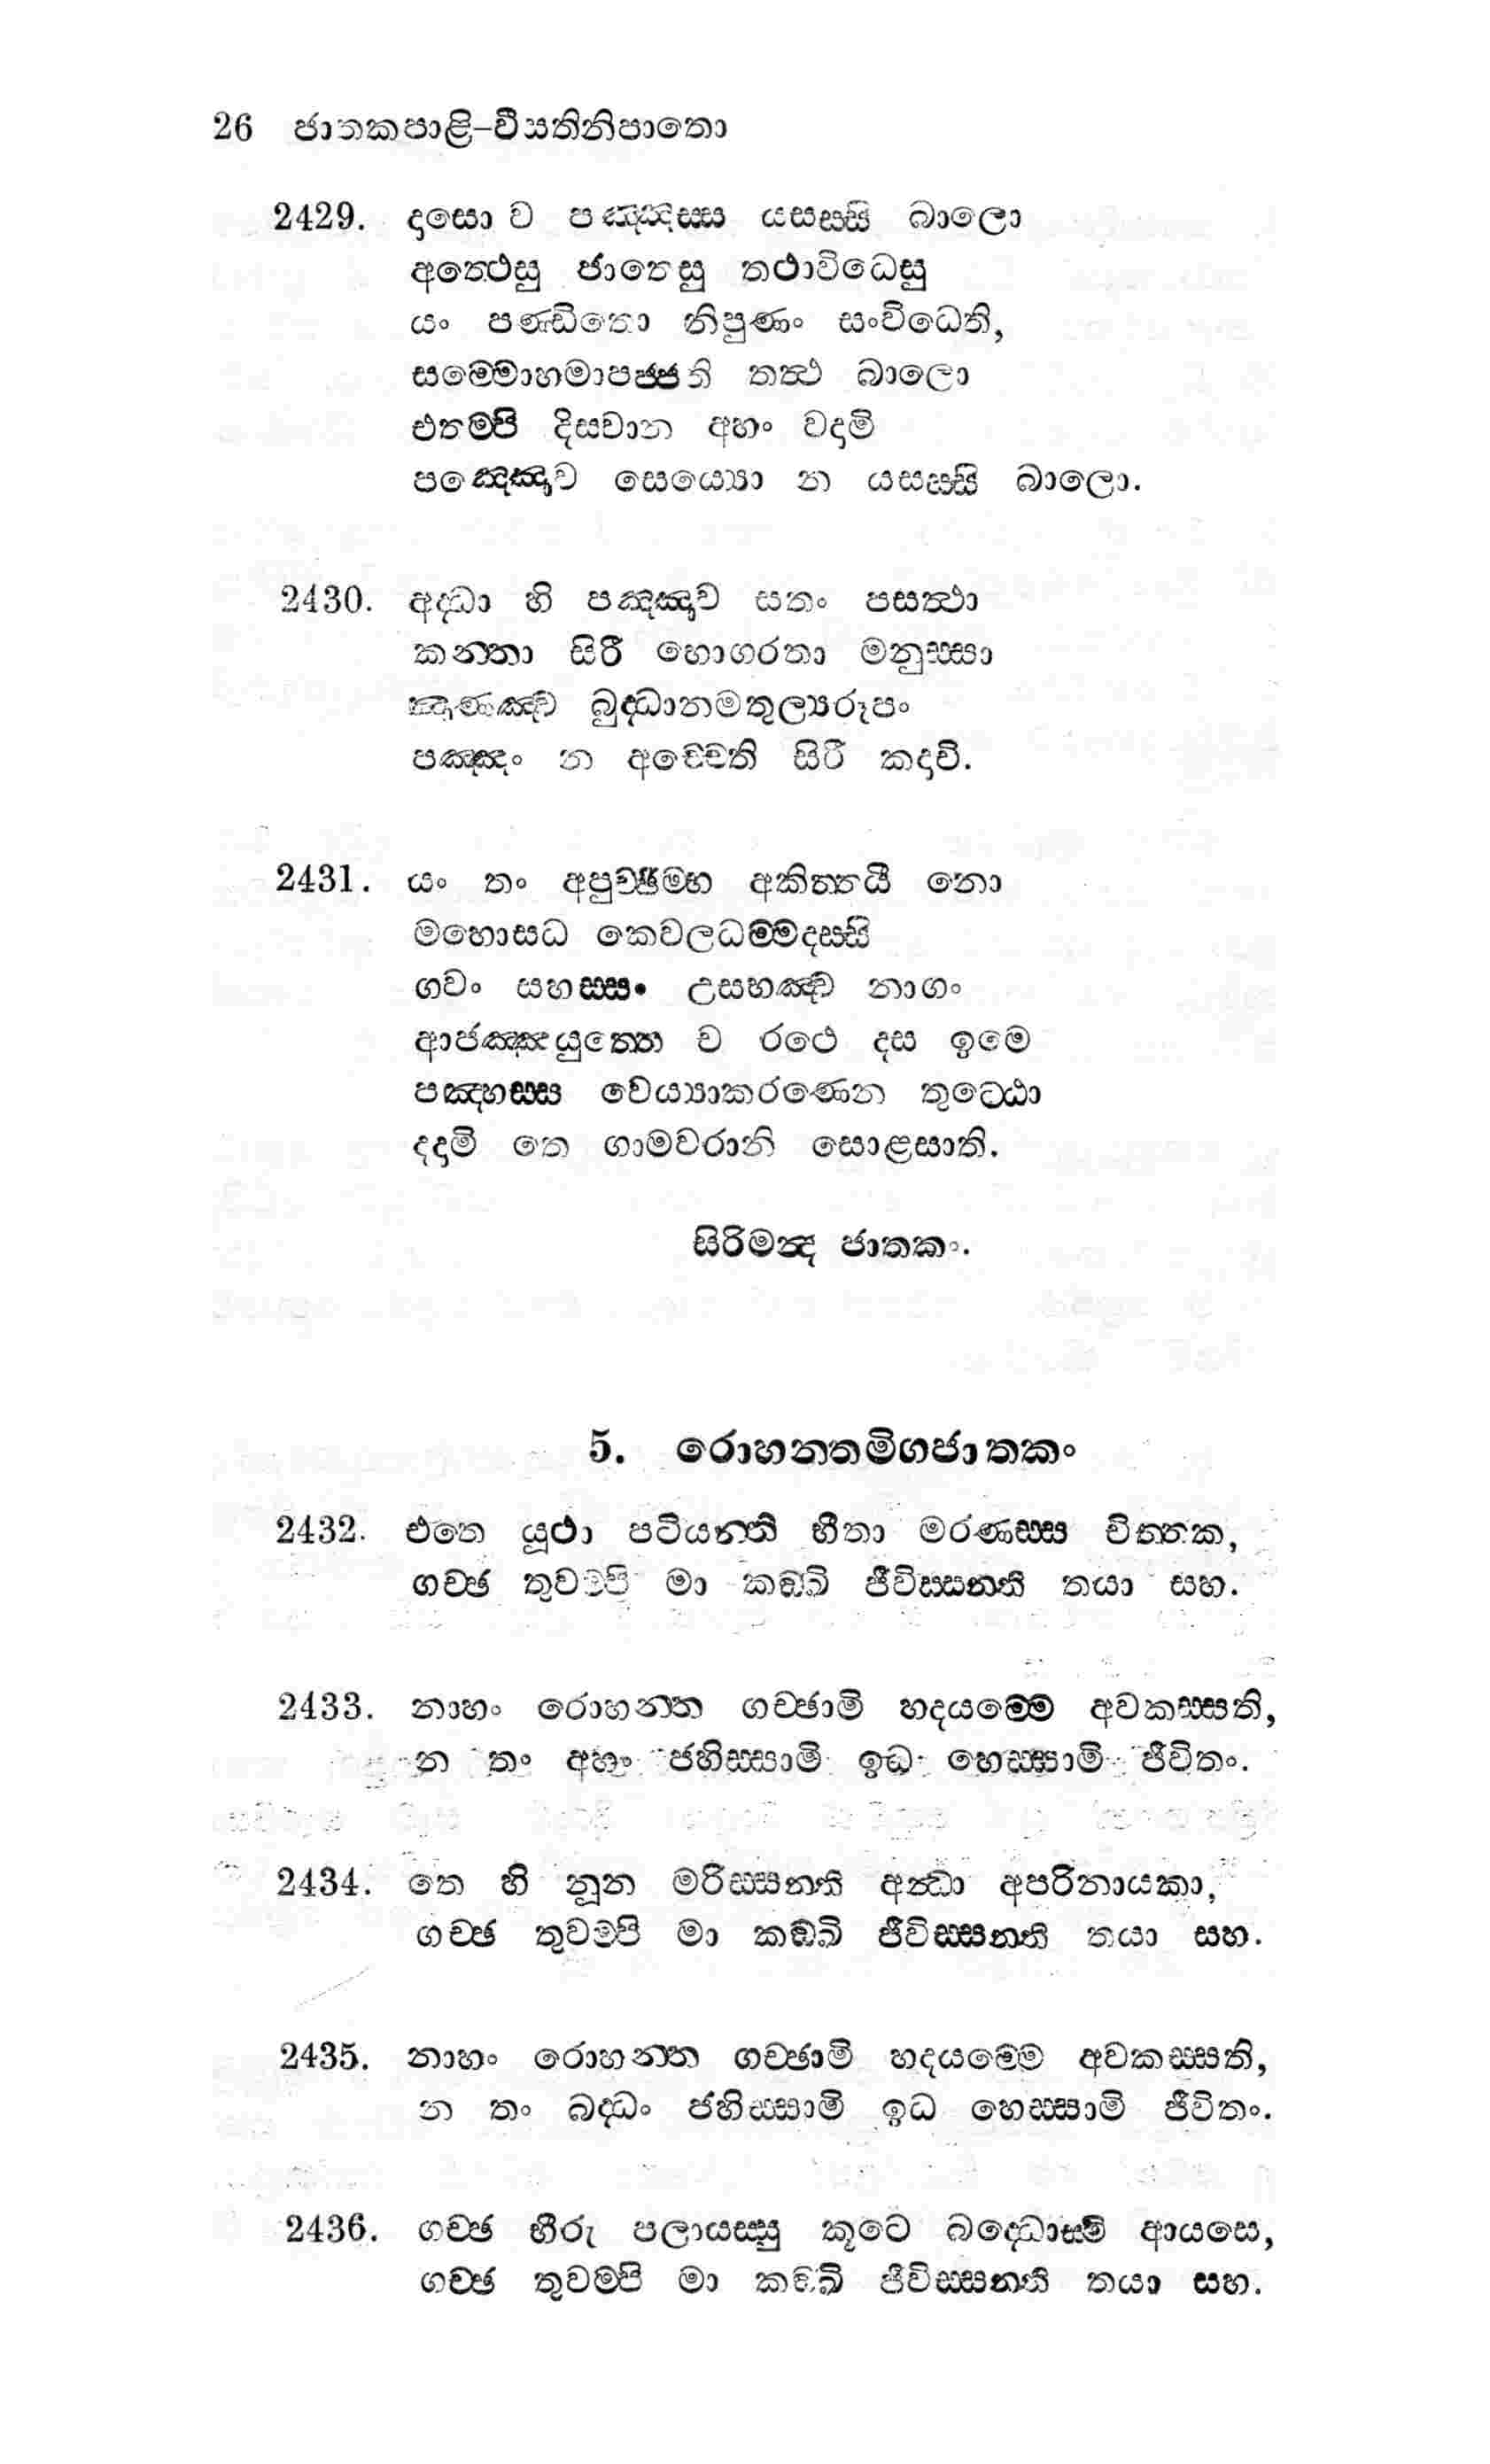 26 ජාතකපාළි-වීසතිනිපාතො
2429. දාසො ව පඤ්ඤස්ස යසස්සි බාලො
අත්ථෙසු ජාතෙසු තථාවිධෙසු
යං පණ්ඩිතො නිපුණං සංවිධෙති,
සම්මොහමාපජ්ජති තත්ථ බාලො
එතම්පි දිස්වාන අහං වදාමි
පඤ්ඤොව සෙය්‍යො න යසස්සි බාලො.
2430. අද්ධා හි පඤ්ඤාව සතං පසත්ථා
කන්තා සිරී භොගරතා මනුස්සා
ඤාණඤ්ච බුද්ධානමතුල්‍යරූපං
පඤ්ඤං න අච්චෙති සිරී කදාචි.
2431. යං තං අපුච්ඡිම්හ අකිත්තයී නො
මහොසධ කෙවලධම්මදස්සි
ගවං සහස්සං උසභඤ්ච නාගං
ආජඤ්ඤයුත්තෙ ච රථෙ දස ඉමෙ
පඤ්හස්ස වෙය්‍යාකරණෙන තුට්ඨො
දදාමි තෙ ගාමවරානි සොළසාති.
සිරිමන්ද ජාතකං.
5. රොහන්තමිගජාතකං
2432. එතෙ යූථා පටියන්ති භීතා මරණස්ස චිත්තක,
ගච්ඡ තුවම්පි මා කඞ්ඛි ජීවිස්සන්ති තයා සහ.
2433. නාහං රොහන්ත ගච්ඡාමි හදයම්මෙ අවකස්සති,
න තං අහං ජහිස්සාමි ඉධ හෙස්සාමි ජීවිතං.
2434. තෙ හි නූන මරිස්සන්ති අන්ධා අපරිනායකා,
ගච්ඡ තුවම්පි මා කඞ්ඛි ජීවිස්සන්ති තයා සහ.
2435. නාහං රොහන්ත ගච්ඡාමි හදයම්මෙ අවකස්සති,
න තං බද්ධං ජහිස්සාමි ඉධ හෙස්සාමි ජීවිතං.
2436. ගච්ඡ භීරු පලායස්සු කූටෙ බද්ධොස්මි ආයසෙ,
ගච්ඡ තුවම්පි මා කඞ්ඛි ජීවිස්සන්ති තයා සහ.